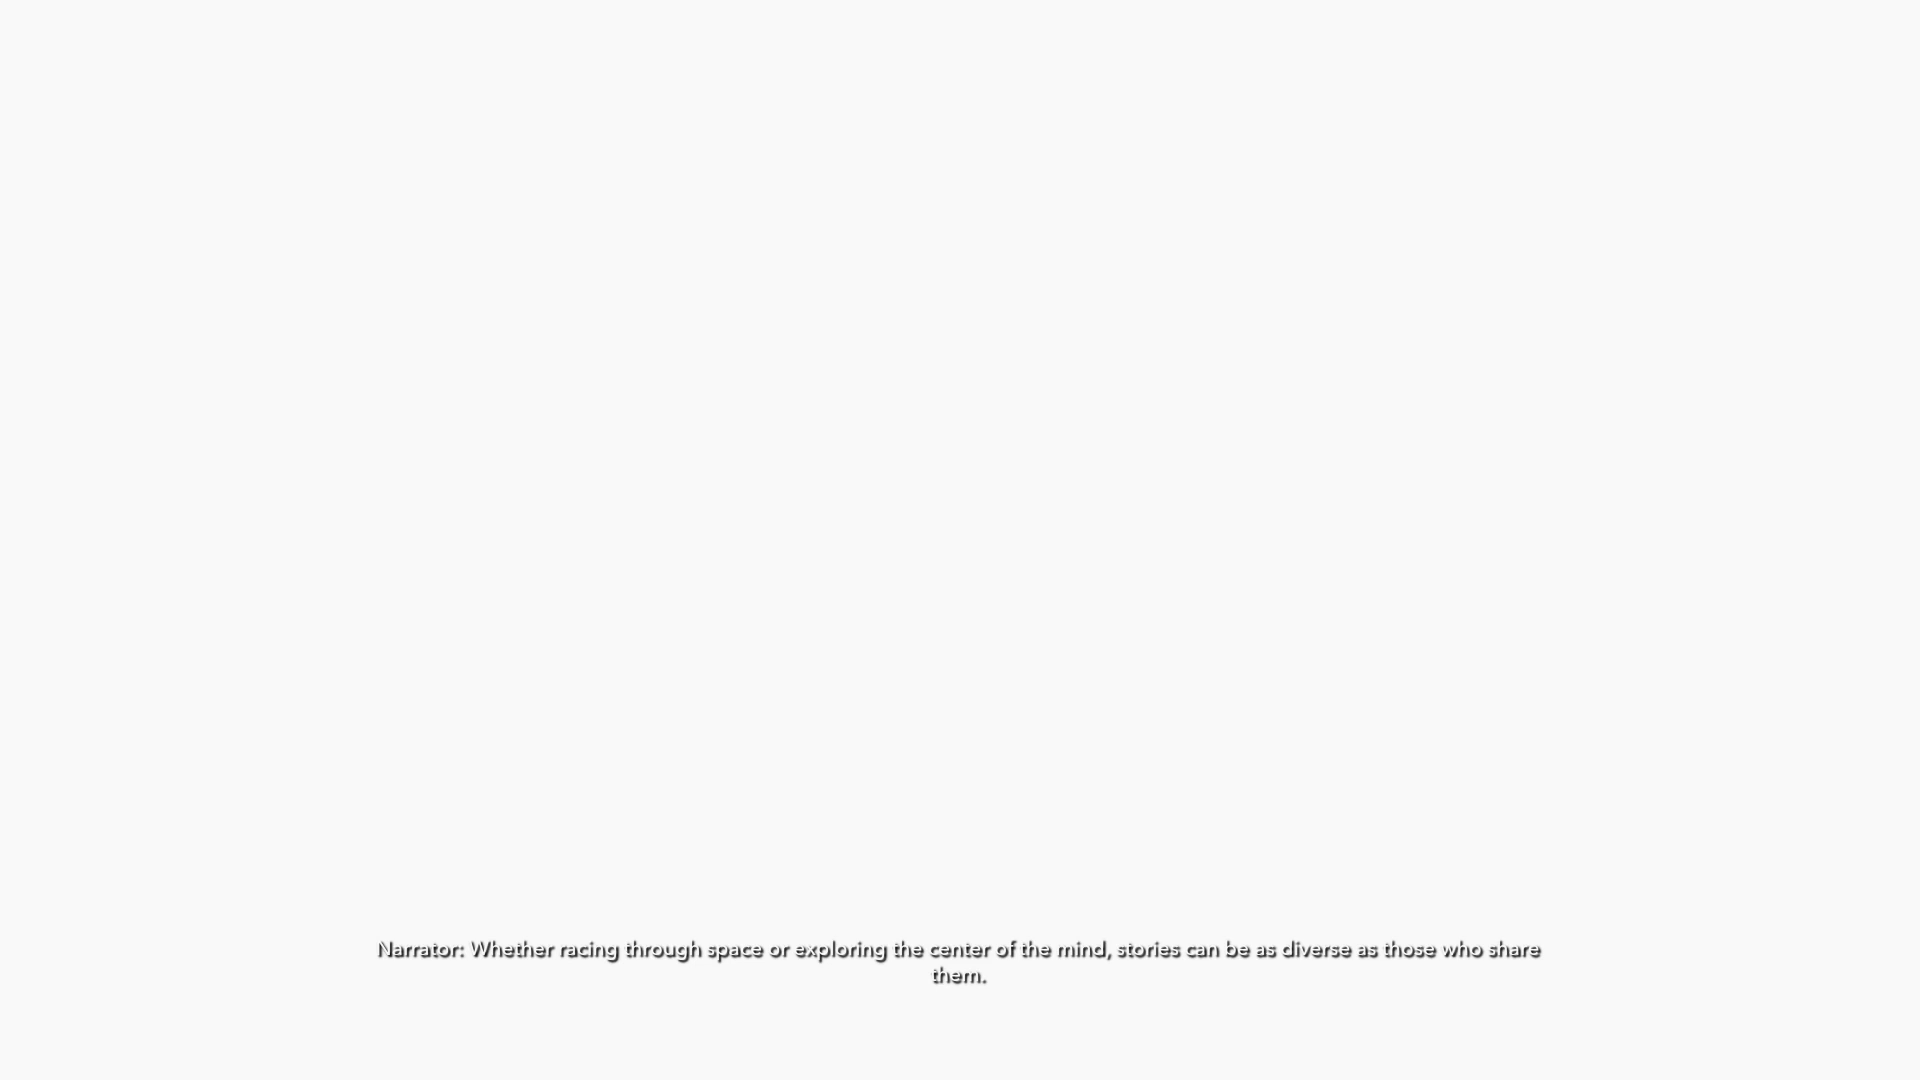 Narrator: Whether racing through space or exploring the center of the mind, stories can be as diverse as those who share
them.